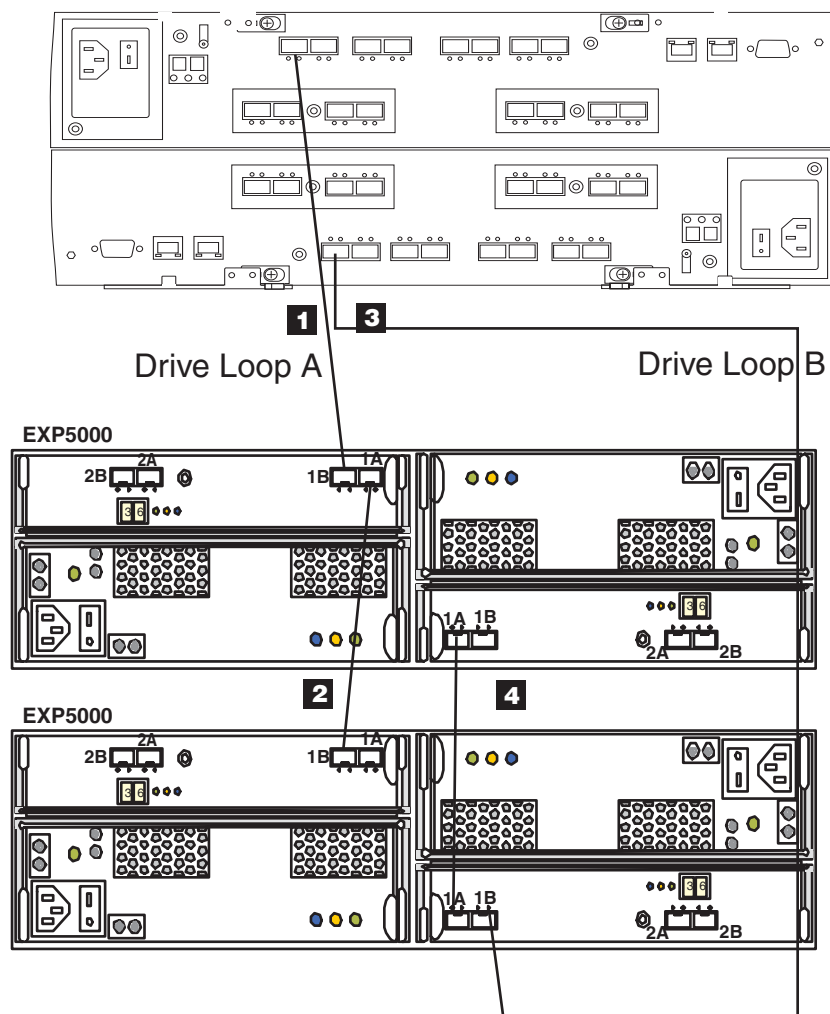 1
3
Drive Loop A
Drive Loop B
EXP5000
2B
2A
1B
1A
3 6
1A
1B
3 6
2A
2B
2
4
EXP5000
2B
2A
1B
1A
3 6
1A
1B
3 6
2A
2B